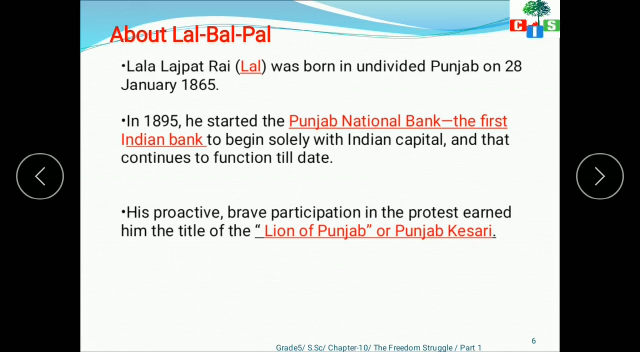 About Lal-Bal-Pal
C I S
•Lala Lajpat Rai (Lal) was born in undivided Punjab on 28
January 1865.
•In 1895, he started the Punjab National Bank—the first
Indian bank to begin solely with Indian capital, and that
continues to function till date.
•His proactive, brave participation in the protest earned
him the title of the “ Lion of Punjab” or Punjab Kesari.
6
Grade5/ S.Sc/ Chapter-10/ The Freedom Struggle / Part 1